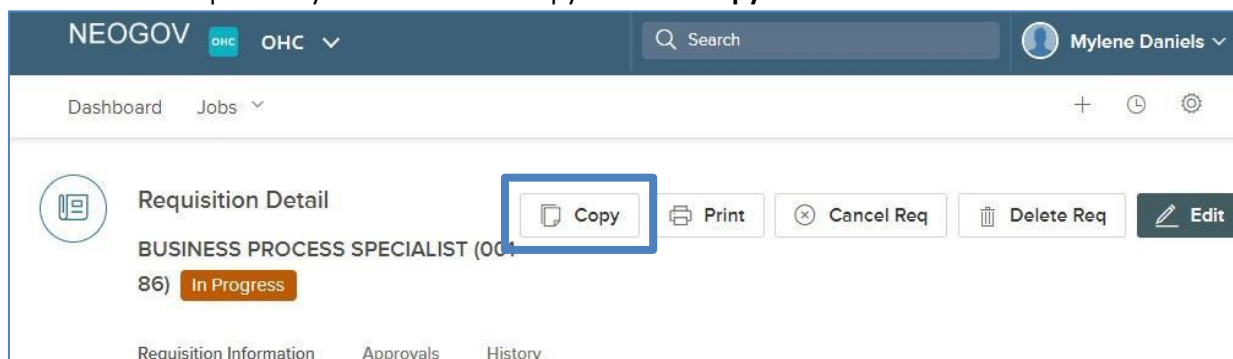 NEOGOV OHC OHC Search Mylene Daniels
Dashboard Jobs
Requisition Detail
Copy Print Cancel Req Delete Req Edit
BUSINESS PROCESS SPECIALIST (001
86) In Progress
Requisition Information Approvals History